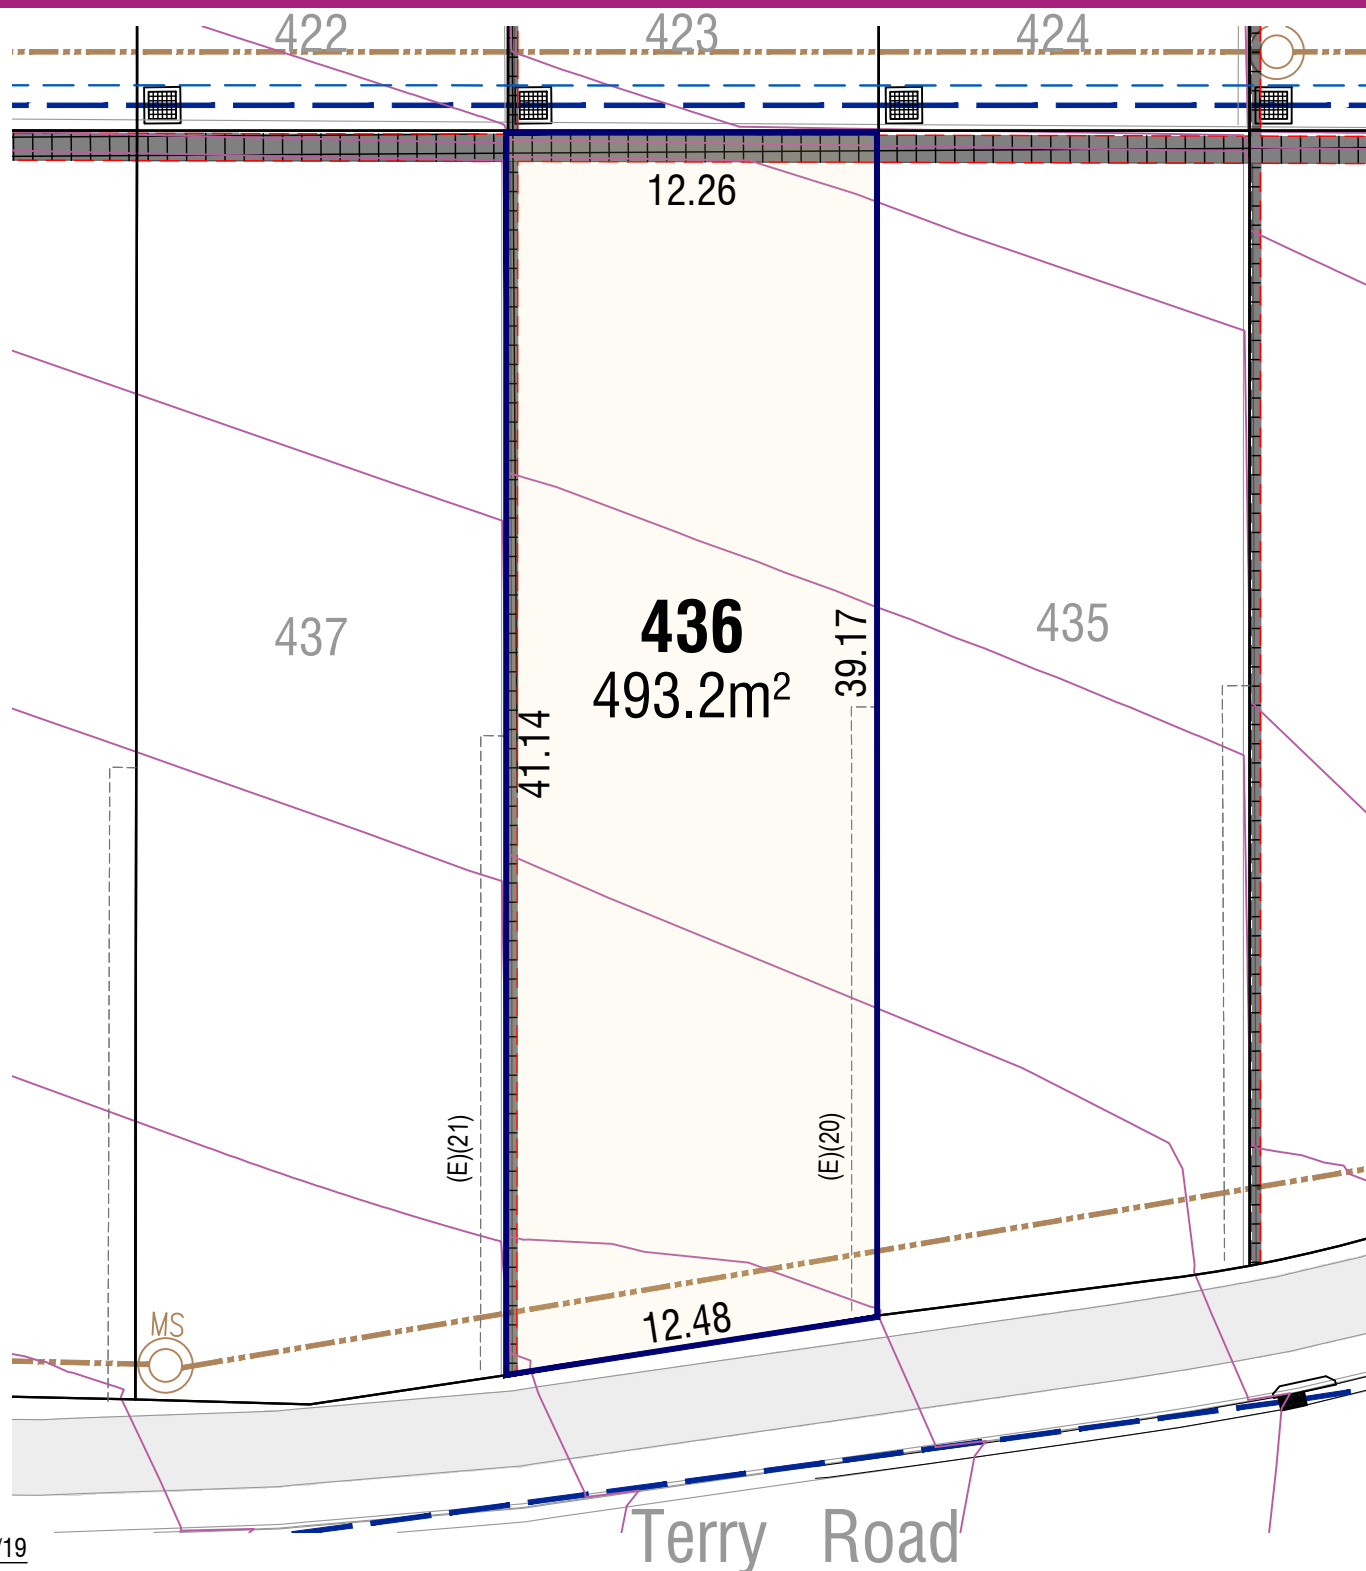 422 423 424
12.26
436
493.2m²
437
435
39.17
41.14
(E)(21)
(E)(20)
12.48
MS
Terry Road
/19